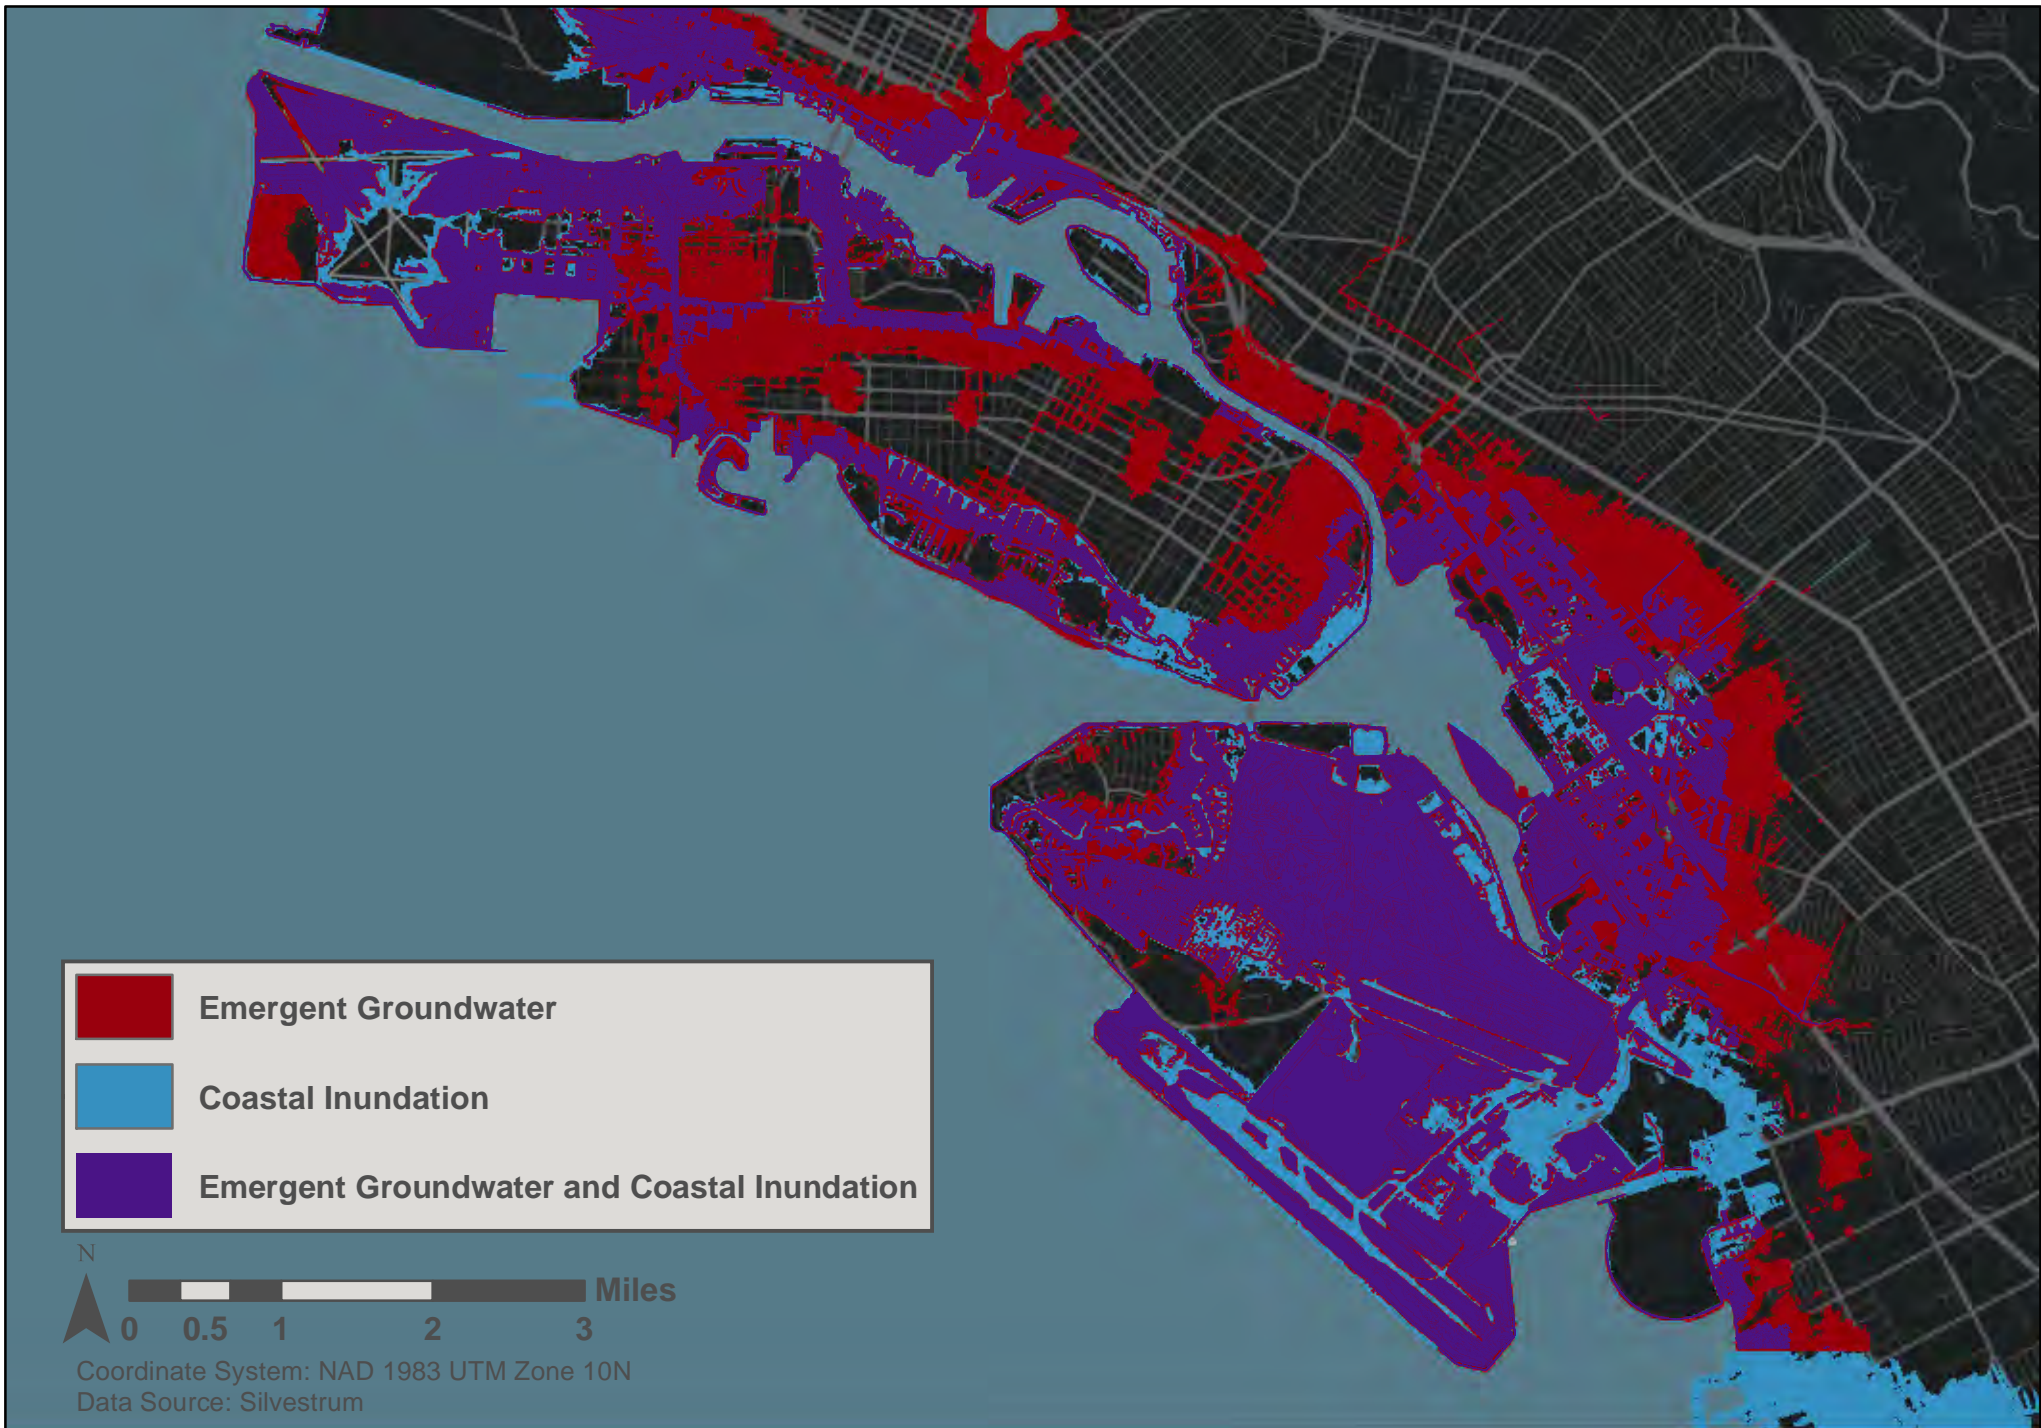 Emergent Groundwater
Coastal Inundation
Emergent Groundwater and Coastal Inundation
N
Miles
0 0.5 1 2 3
Coordinate System: NAD 1983 UTM Zone 10N
Data Source: Silvestrum